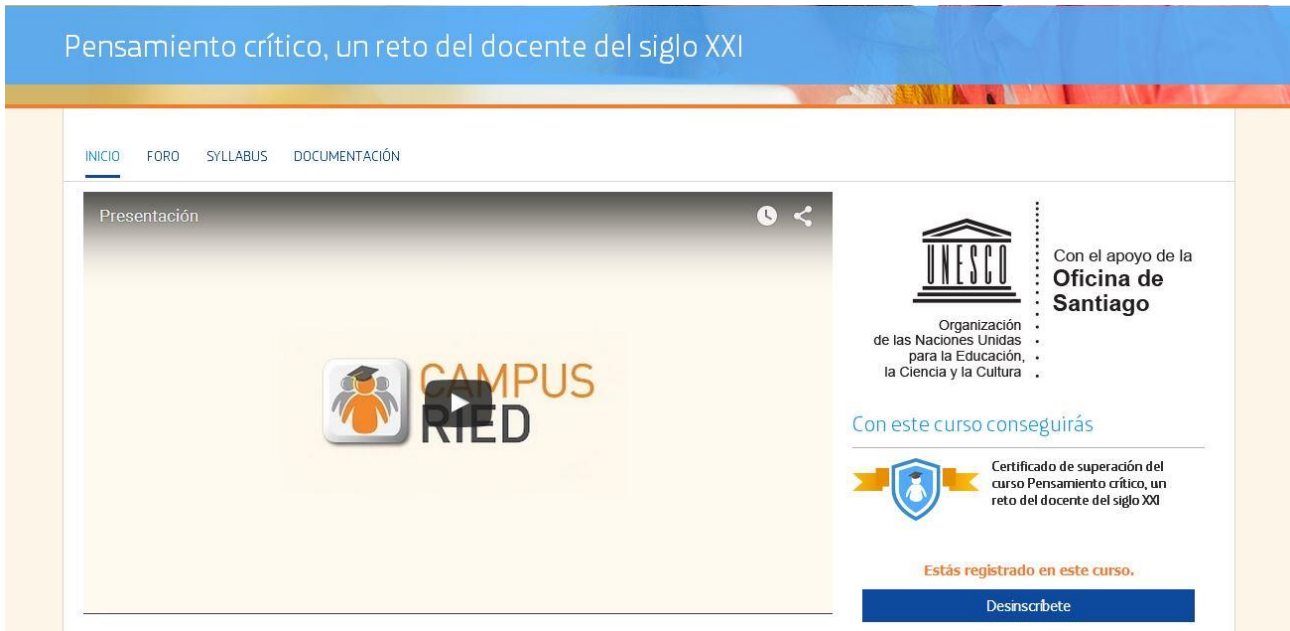 Pensamiento crítico, un reto del docente del siglo XXI
INICIO FORO SYLLABUS DOCUMENTACIÓN
Presentación
CAMPUS
RIED
UNESCO
Organización
de las Naciones Unidas
para la Educación,
la Ciencia y la Cultura
Con el apoyo de la
Oficina de
Santiago
Con este curso conseguirás
Certificado de superación del
curso Pensamiento crítico, un
reto del docente del siglo XXI
Estás registrado en este curso.
Desinscríbete